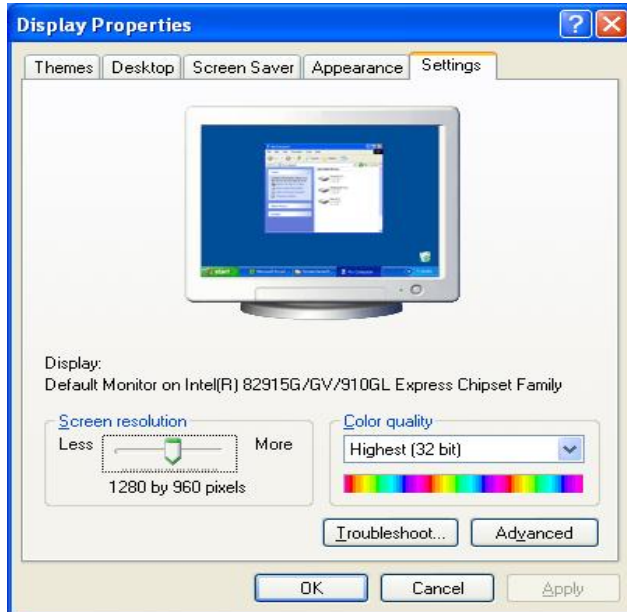 Display Properties
Themes Desktop Screen Saver Appearance Settings
start
Display:
Default Monitor on Intel(R) 82915G/GV/910GL Express Chipset Family
Screen resolution
Less More
1280 by 960 pixels
Color quality
Highest (32 bit)
Troubleshoot... Advanced
OK Cancel Apply